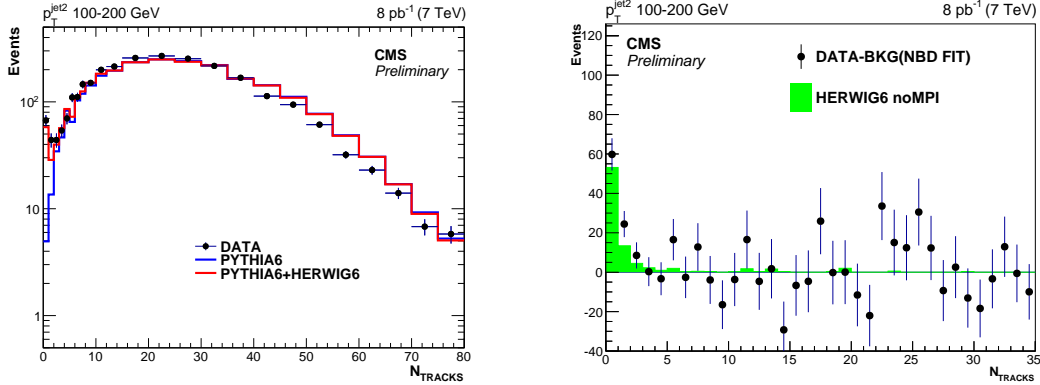 p_T^jet2 100-200 GeV
8 pb⁻¹ (7 TeV)
Events
10²
10
1
CMS
Preliminary
DATA
PYTHIA6
PYTHIA6+HERWIG6
0 10 20 30 40 50 60 70 80
N_TRACKS
p_T^jet2 100-200 GeV
8 pb⁻¹ (7 TeV)
Events
120
100
80
60
40
20
0
-20
-40
CMS
Preliminary
DATA-BKG(NBD FIT)
HERWIG6 noMPI
0 5 10 15 20 25 30 35
N_TRACKS